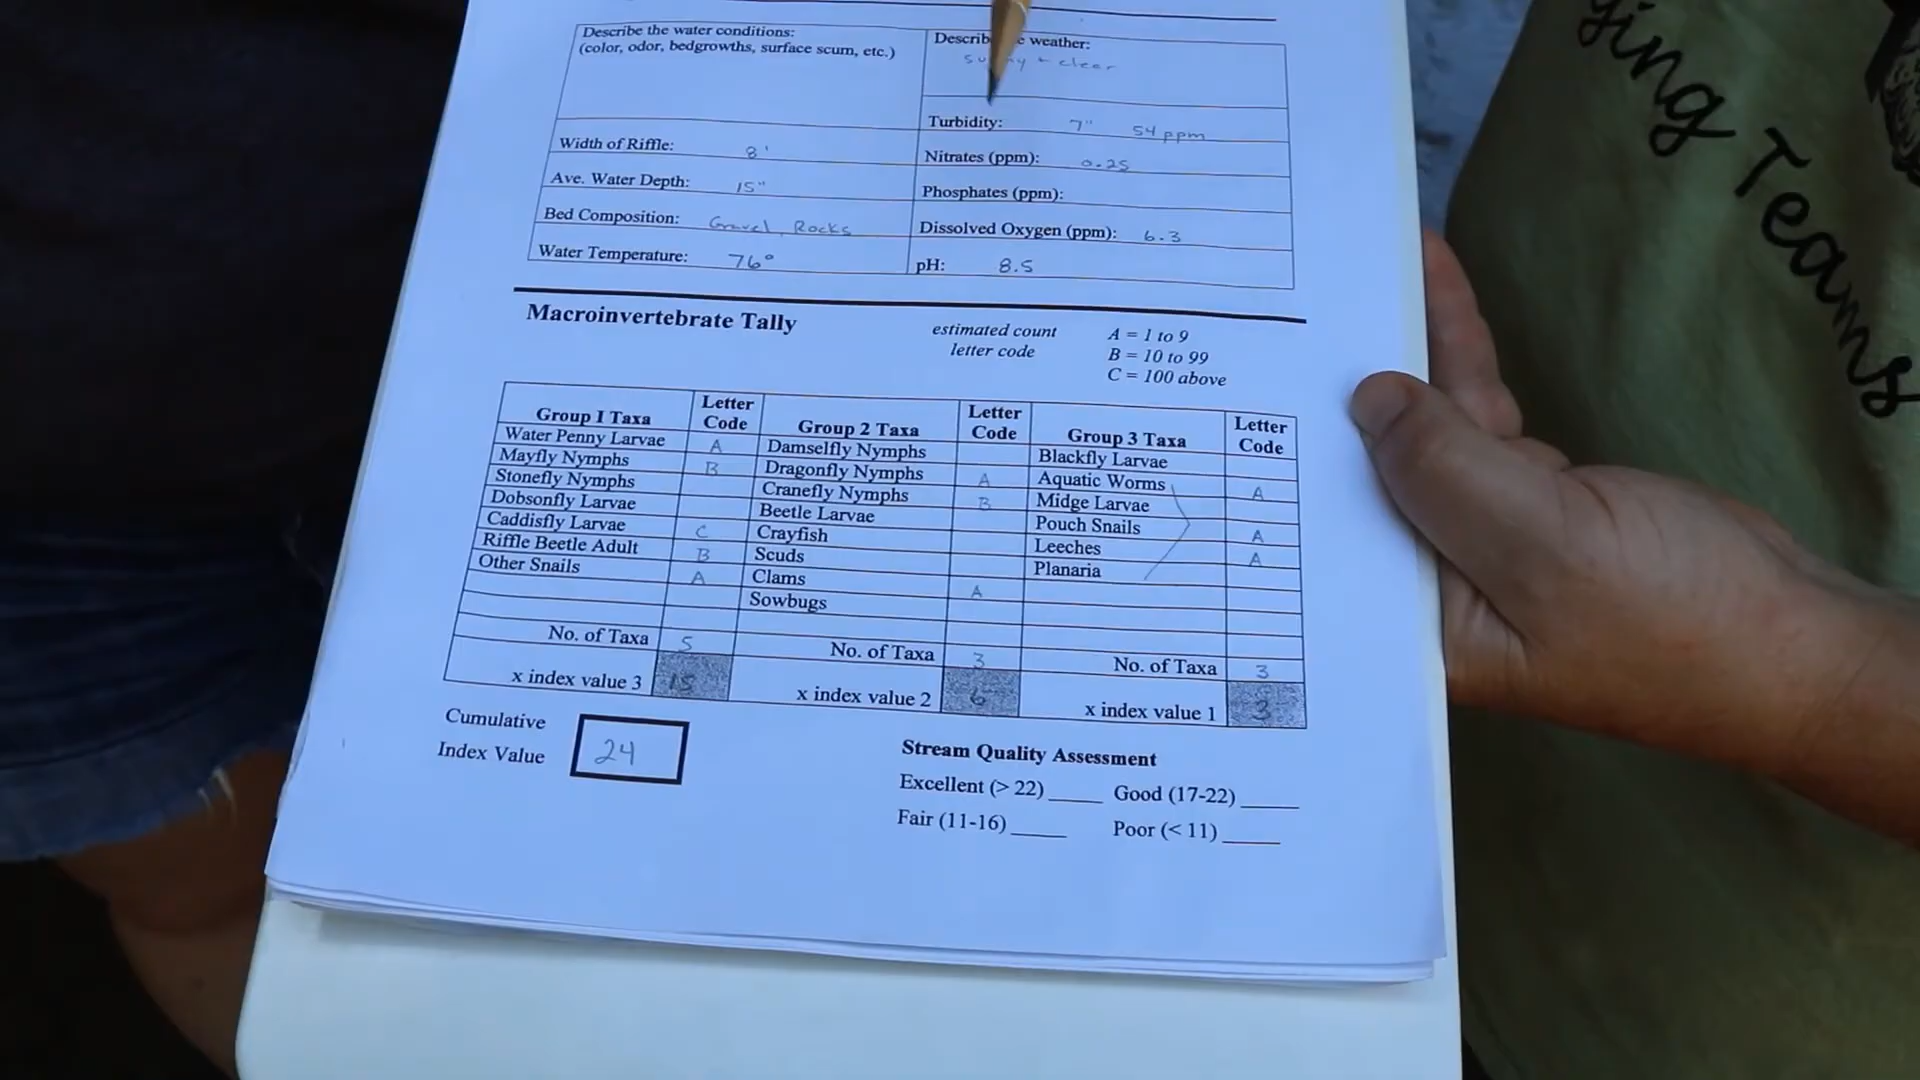 Describe the water conditions:
(color, odor, bedgrowths, surface scum, etc.)
weather:
clear
Turbidity: 7" 54 ppm
Width of Riffle: 8'
Nitrates (ppm): 0.25
Ave. Water Depth: 15"
Phosphates (ppm):
Bed Composition: Gravel, Rocks
Dissolved Oxygen (ppm): 6.3
Water Temperature: 76°
pH: 8.5
Macroinvertebrate Tally
estimated count
letter code
A = 1 to 9
B = 10 to 99
C = 100 above
Group 1 Taxa
Letter Code
Group 2 Taxa
Letter Code
Group 3 Taxa
Letter Code
Water Penny Larvae A
Mayfly Nymphs B
Stonefly Nymphs
Dobsonfly Larvae
Caddisfly Larvae C
Riffle Beetle Adult B
Other Snails A
No. of Taxa 5
x index value 3 15
Damselfly Nymphs
Dragonfly Nymphs A
Cranefly Nymphs B
Beetle Larvae
Crayfish
Scuds
Clams A
Sowbugs
No. of Taxa 3
x index value 2 6
Blackfly Larvae
Aquatic Worms A
Midge Larvae
Pouch Snails A
Leeches A
Planaria
No. of Taxa 3
x index value 1 3
Cumulative
Index Value 24
Stream Quality Assessment
Excellent (> 22) ____ Good (17-22) ____
Fair (11-16) ____ Poor (< 11) ____
Teams